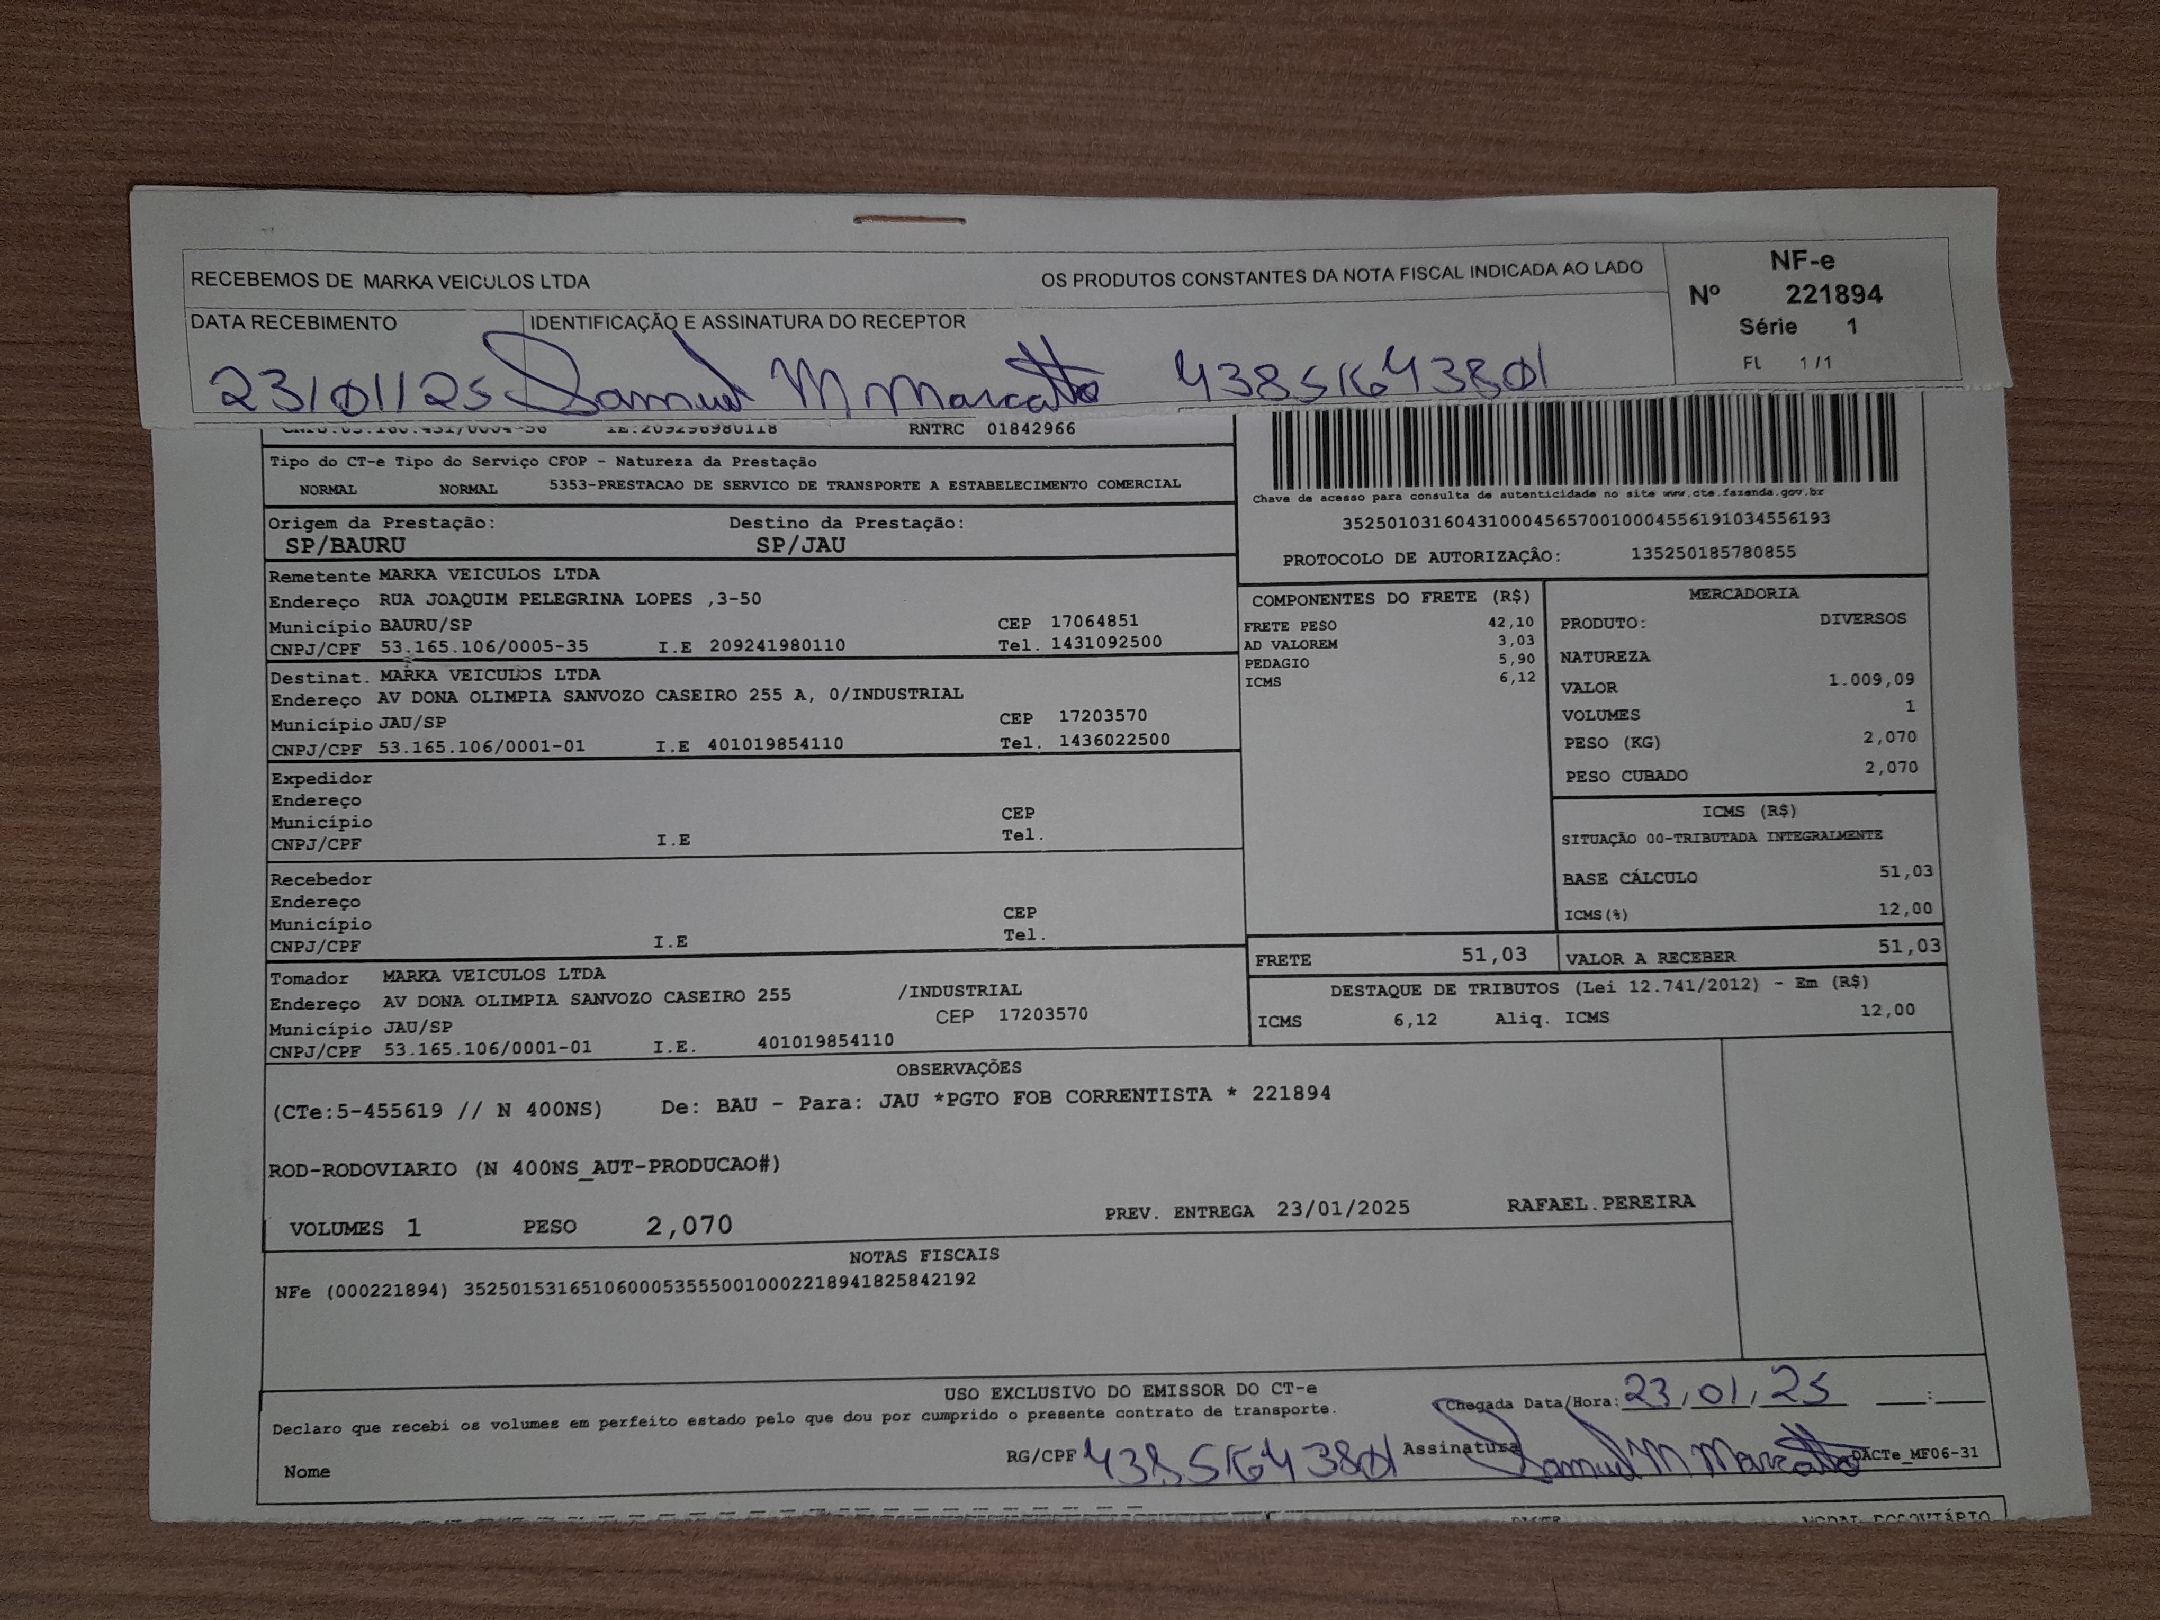 RECEBEMOS DE MARKA VEICULOS LTDA OS PRODUTOS CONSTANTES DA NOTA FISCAL INDICADA AO LADO
NF-e
Nº 221894
Série 1
FL 1/1
DATA RECEBIMENTO IDENTIFICAÇÃO E ASSINATURA DO RECEPTOR
23/01/25 Samuel M Marcatto 43851643801
RNTRC 01842966
Tipo do CT-e Tipo do Serviço CFOP - Natureza da Prestação
NORMAL NORMAL 5353-PRESTACAO DE SERVICO DE TRANSPORTE A ESTABELECIMENTO COMERCIAL
Chave de acesso para consulta de autenticidade no site www.cte.fazenda.gov.br
35250103160431000456570010004556191034556193
PROTOCOLO DE AUTORIZAÇÂO: 135250185780855
Origem da Prestação: Destino da Prestação:
SP/BAURU SP/JAU
Remetente MARKA VEICULOS LTDA
Endereço RUA JOAQUIM PELEGRINA LOPES ,3-50
Município BAURU/SP CEP 17064851
CNPJ/CPF 53.165.106/0005-35 I.E 209241980110 Tel. 1431092500
Destinat. MARKA VEICULOS LTDA
Endereço AV DONA OLIMPIA SANVOZO CASEIRO 255 A, 0/INDUSTRIAL
Município JAU/SP CEP 17203570
CNPJ/CPF 53.165.106/0001-01 I.E 401019854110 Tel. 1436022500
Expedidor
Endereço
Município CEP
CNPJ/CPF I.E Tel.
Recebedor
Endereço
Município CEP
CNPJ/CPF I.E Tel.
Tomador MARKA VEICULOS LTDA
Endereço AV DONA OLIMPIA SANVOZO CASEIRO 255 /INDUSTRIAL
Município JAU/SP CEP 17203570
CNPJ/CPF 53.165.106/0001-01 I.E. 401019854110
COMPONENTES DO FRETE (R$)
FRETE PESO 42,10
AD VALOREM 3,03
PEDAGIO 5,90
ICMS 6,12
MERCADORIA
PRODUTO: DIVERSOS
NATUREZA
VALOR 1.009,09
VOLUMES 1
PESO (KG) 2,070
PESO CUBADO 2,070
ICMS (R$)
SITUAÇÃO 00-TRIBUTADA INTEGRALMENTE
BASE CÁLCULO 51,03
ICMS(%) 12,00
FRETE 51,03 VALOR A RECEBER 51,03
DESTAQUE DE TRIBUTOS (Lei 12.741/2012) - Em (R$)
ICMS 6,12 Aliq. ICMS 12,00
OBSERVAÇÕES
(CTe:5-455619 // N 400NS) De: BAU - Para: JAU *PGTO FOB CORRENTISTA * 221894
ROD-RODOVIARIO (N 400NS_AUT-PRODUCAO#)
VOLUMES 1 PESO 2,070 PREV. ENTREGA 23/01/2025 RAFAEL.PEREIRA
NOTAS FISCAIS
NFe (000221894) 35250153165106000535550010002218941825842192
USO EXCLUSIVO DO EMISSOR DO CT-e
Declaro que recebi os volumes em perfeito estado pelo que dou por cumprido o presente contrato de transporte.
Chegada Data/Hora: 23/01/25 __:__
Nome RG/CPF 43851643801 Assinatura Samuel M Marcatto DACTe_MF06-31